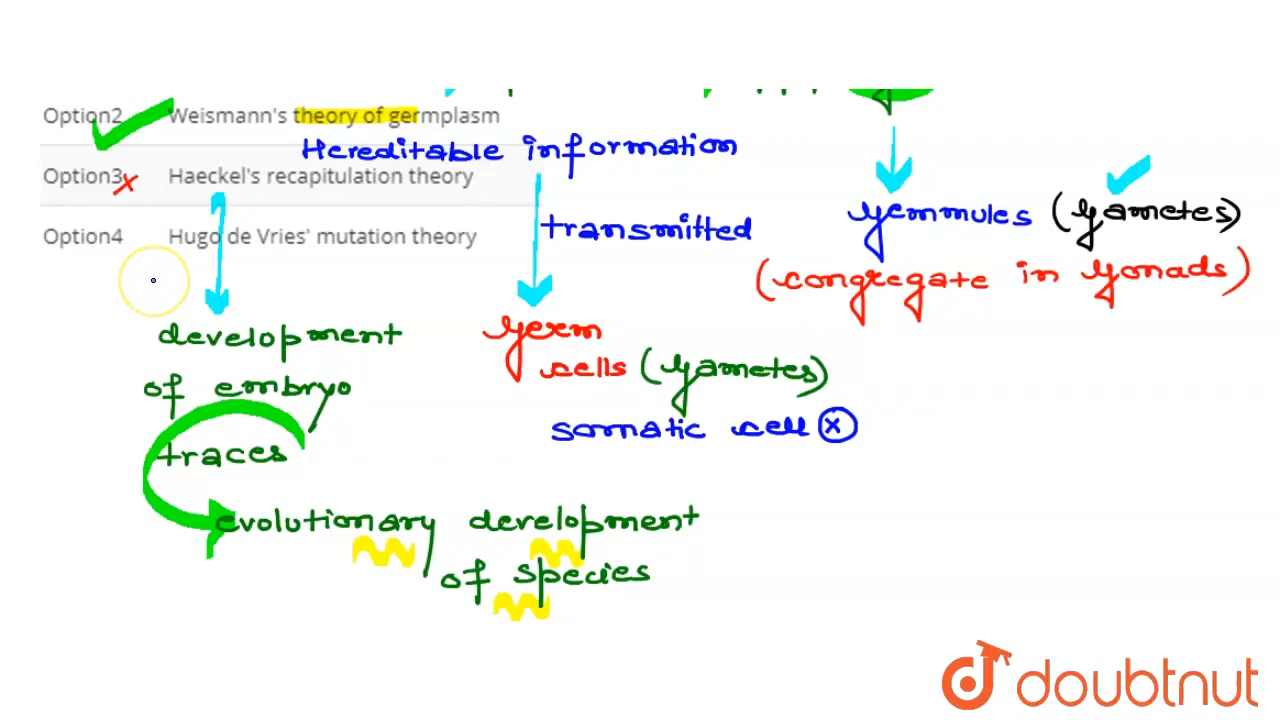 Option2 Weismann's theory of germplasm
Hereditable information
Option3 x Haeckel's recapitulation theory
transmitted
gemmules (gametes)
Option4 Hugo de Vries' mutation theory
(congregate in gonads)
development
of embryo
traces
evolutionary development
of species
germ
cells (gametes)
somatic cell x
doubtnut